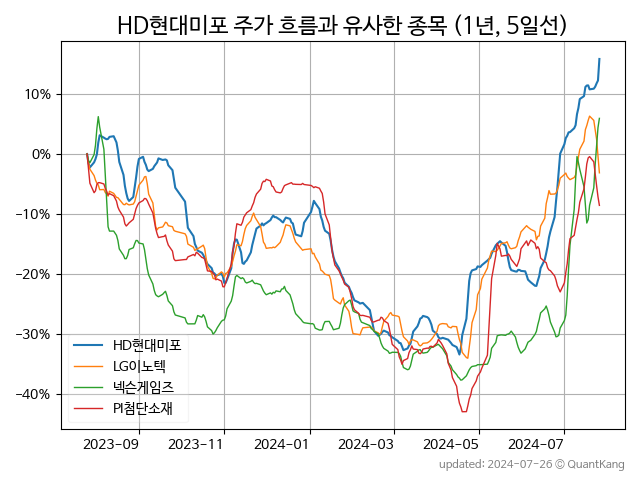 HD현대미포 주가 흐름과 유사한 종목 (1년, 5일선)
10%
0%
−10%
−20%
−30%
−40%
HD현대미포
LG이노텍
넥슨게임즈
PI첨단소재
2023-09 2023-11 2024-01 2024-03 2024-05 2024-07
updated: 2024-07-26 © QuantKang